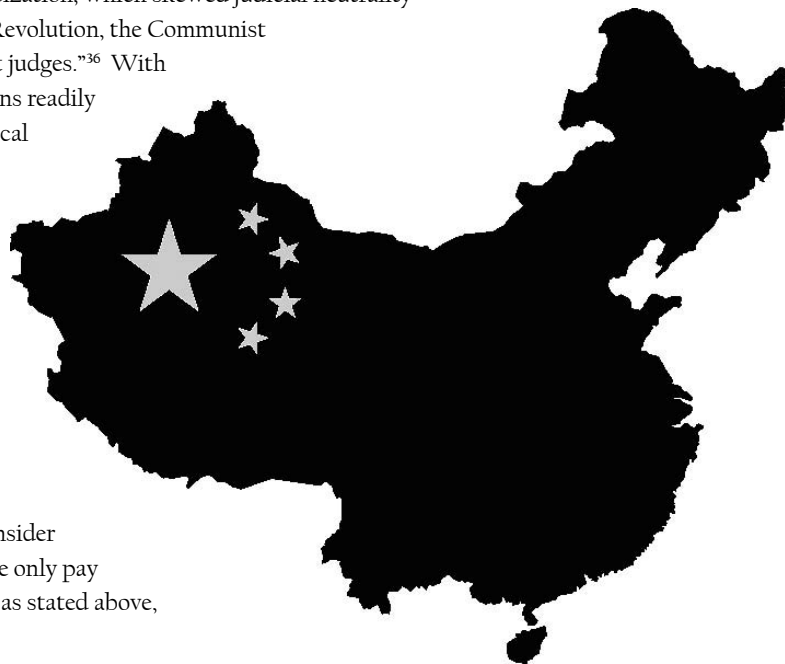 ization, which skewed judicial neutrality
Revolution, the Communist
t judges.”³⁶ With
ns readily
cal
nsider
e only pay
as stated above,